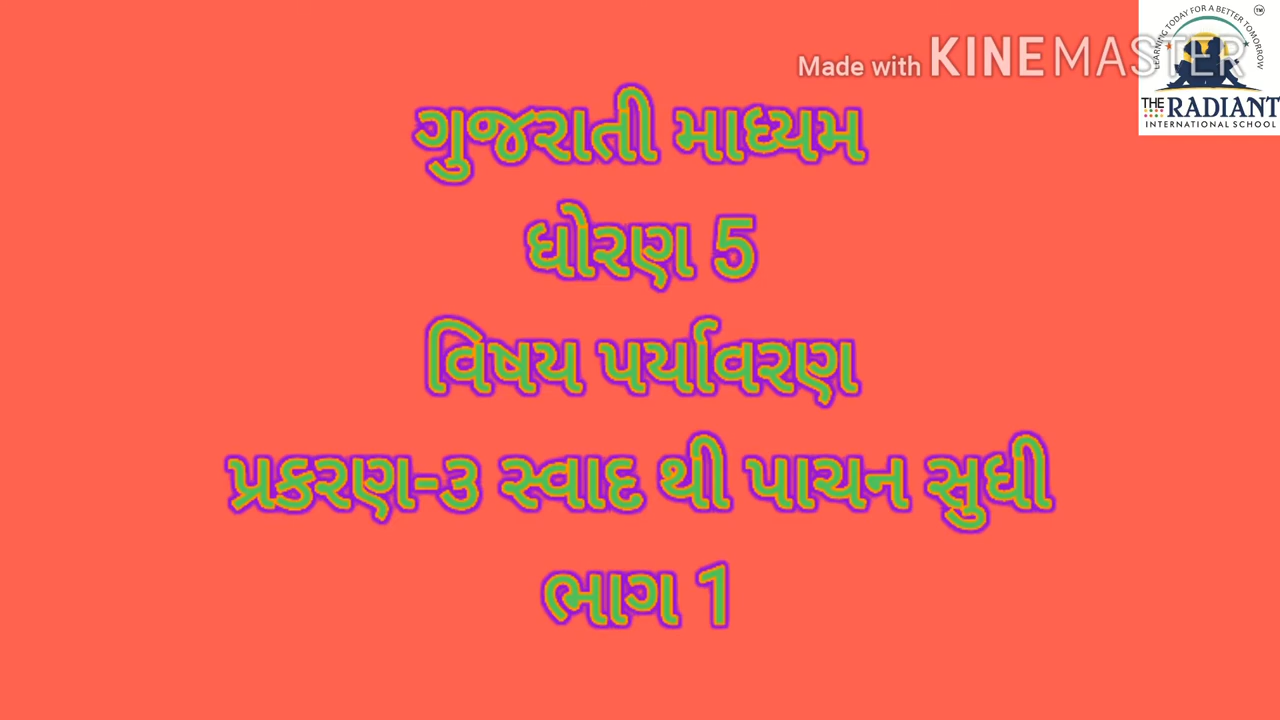 LEARNING TODAY FOR A BETTER TOMORROW
TM
Made with KINEMASTER
THE RADIANT
INTERNATIONAL SCHOOL
ગુજરાતી માધ્યમ
ધોરણ 5
વિષય પર્યાવરણ
પ્રકરણ-૩ સ્વાદ થી પાચન સુધી
ભાગ 1